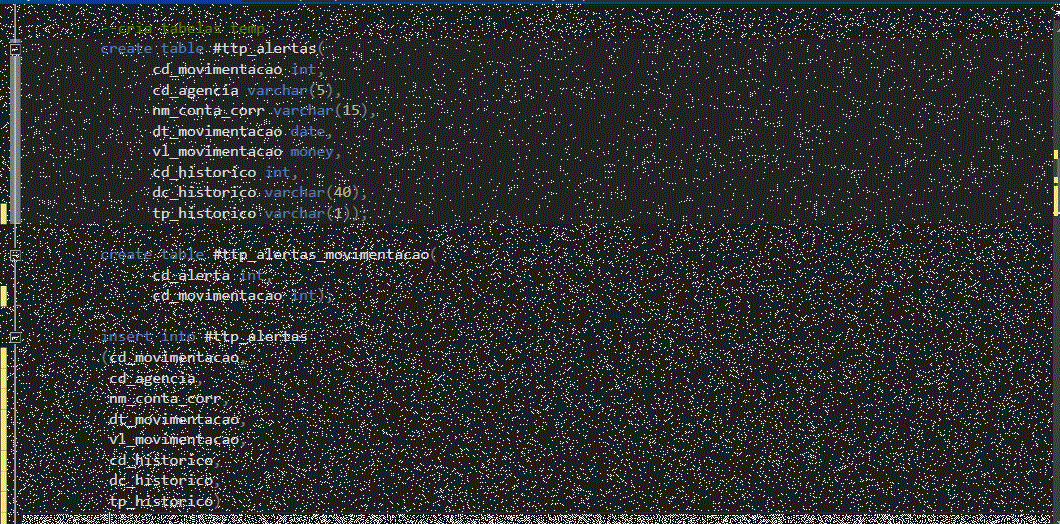 --cria tabelas temp
create table #ttp_alertas(
cd_movimentacao int,
cd_agencia varchar(5),
nm_conta_corr varchar(15),
dt_movimentacao date,
vl_movimentacao money,
cd_historico int,
dc_historico varchar(40),
tp_historico varchar(1));
create table #ttp_alertas_movimentacao(
cd_alerta int,
cd_movimentacao int);
insert into #ttp_alertas
(cd_movimentacao,
cd_agencia,
nm_conta_corr,
dt_movimentacao,
vl_movimentacao,
cd_historico,
dc_historico,
tp_historico)